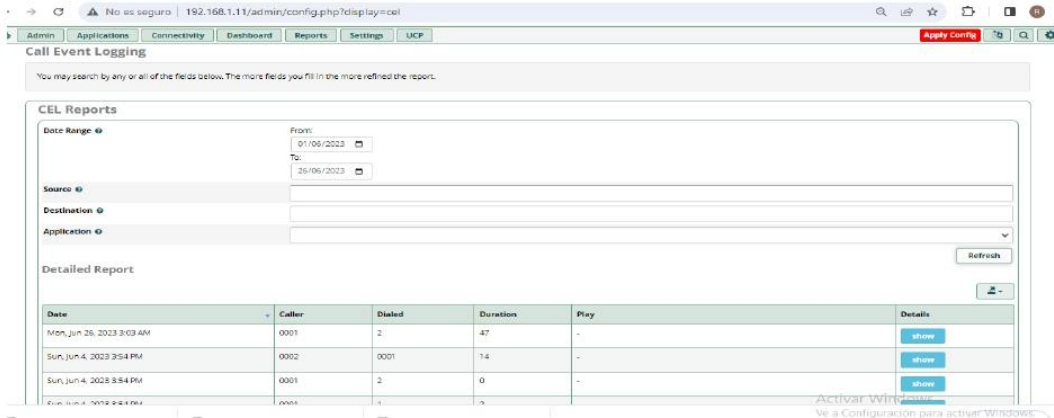 No es seguro 192.168.1.11/admin/config.php?display=cel
Admin Applications Connectivity Dashboard Reports Settings UCP Apply Config
Call Event Logging
You may search by any or all of the fields below. The more fields you fill in the more refined the report.
CEL Reports
Date Range
From:
01/06/2023
To:
26/06/2023
Source
Destination
Application
Refresh
Detailed Report
Date Caller Dialed Duration Play Details
Mon, Jun 26, 2023 3:03 AM 0001 2 47 - show
Sun, Jun 4, 2023 3:54 PM 0002 0001 14 - show
Sun, Jun 4, 2023 3:54 PM 0001 2 0 - show
Activar Windows
Ve a Configuración para activar Windows.